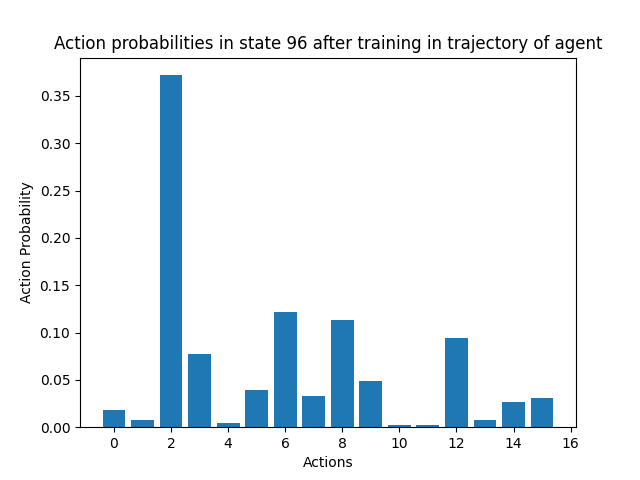 Action probabilities in state 96 after training in trajectory of agent
Action Probability
0.35
0.30
0.25
0.20
0.15
0.10
0.05
0.00
0 2 4 6 8 10 12 14 16
Actions